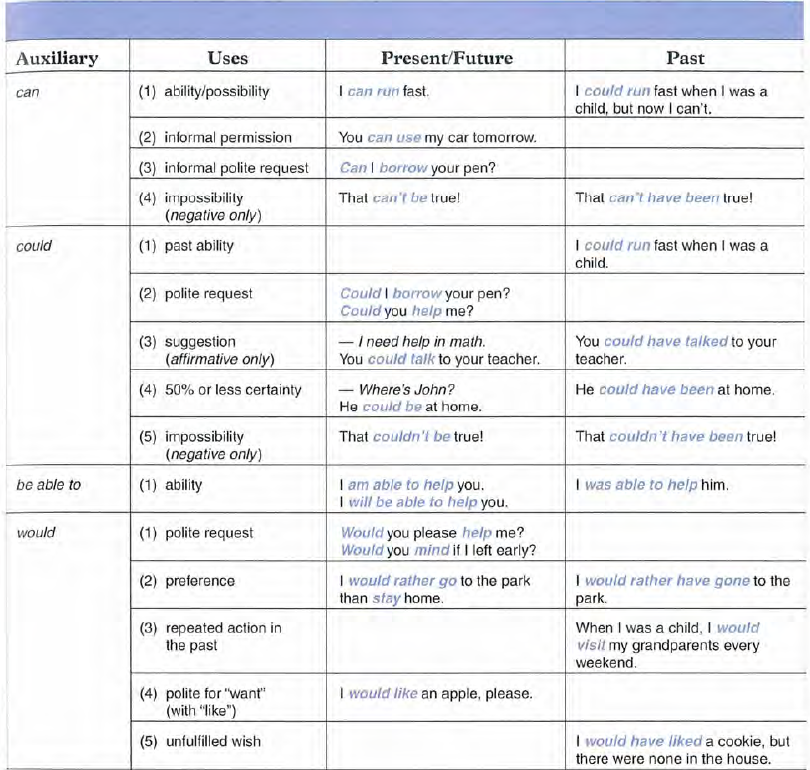 Auxiliary Uses Present/Future Past
can (1) ability/possibility I can run fast. I could run fast when I was a
child, but now I can't.
(2) informal permission You can use my car tomorrow.
(3) informal polite request Can I borrow your pen?
(4) impossibility That can't be true! That can't have been true!
(negative only)
could (1) past ability I could run fast when I was a
child.
(2) polite request Could I borrow your pen?
Could you help me?
(3) suggestion — I need help in math. You could have talked to your
(affirmative only) You could talk to your teacher. teacher.
(4) 50% or less certainty — Where's John? He could have been at home.
He could be at home.
(5) impossibility That couldn't be true! That couldn't have been true!
(negative only)
be able to (1) ability I am able to help you. I was able to help him.
I will be able to help you.
would (1) polite request Would you please help me?
Would you mind if I left early?
(2) preference I would rather go to the park I would rather have gone to the
than stay home. park.
(3) repeated action in When I was a child, I would
the past visit my grandparents every
weekend.
(4) polite for "want" I would like an apple, please.
(with "like")
(5) unfulfilled wish I would have liked a cookie, but
there were none in the house.